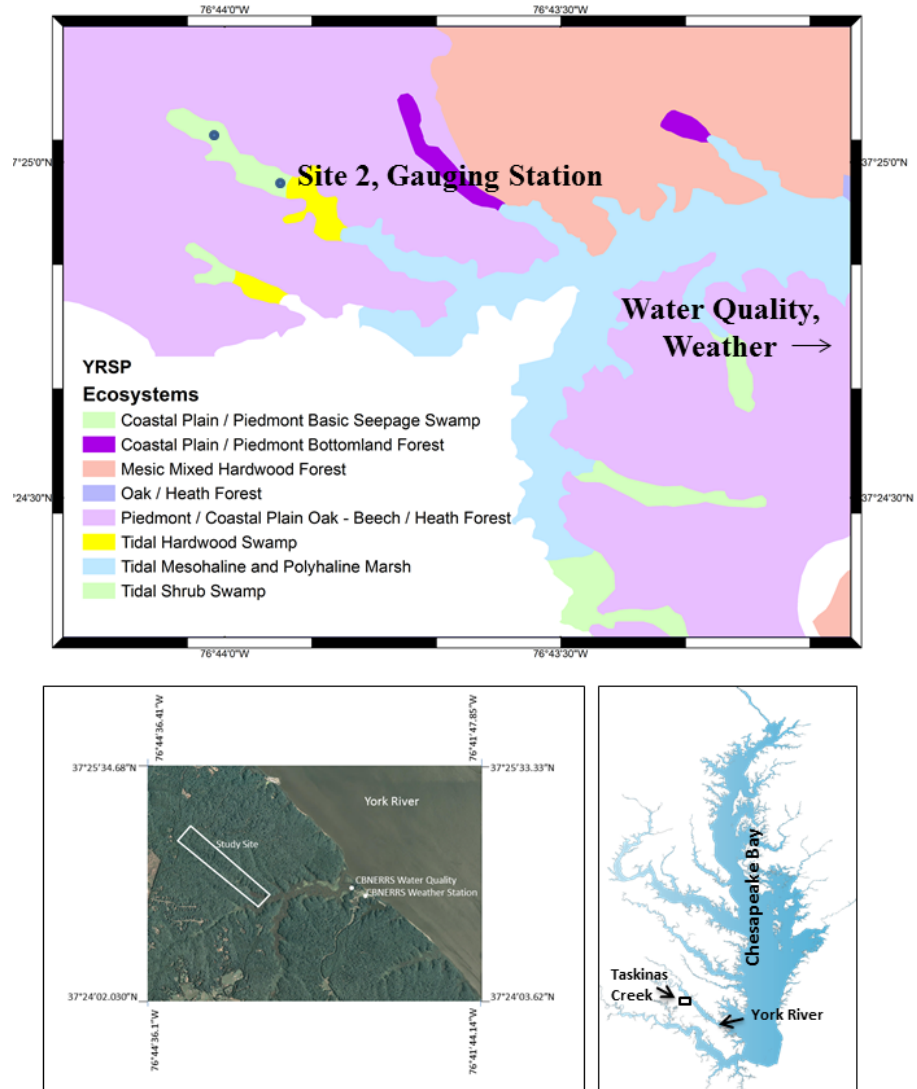 76°44'0"W
76°43'30"W
7°25'0"N
37°25'0"N
Site 2, Gauging Station
Water Quality,
Weather →
YRSP
Ecosystems
Coastal Plain / Piedmont Basic Seepage Swamp
Coastal Plain / Piedmont Bottomland Forest
Mesic Mixed Hardwood Forest
Oak / Heath Forest
Piedmont / Coastal Plain Oak - Beech / Heath Forest
Tidal Hardwood Swamp
Tidal Mesohaline and Polyhaline Marsh
Tidal Shrub Swamp
'24'30"N
37°24'30"N
76°44'0"W
76°43'30"W
76°44'36.41"W
76°41'47.85"W
37°25'34.68"N
37°25'33.33"N
York River
Study Site
CBNERRS Water Quality
CBNERRS Weather Station
37°24'02.030"N
37°24'03.62"N
76°44'36.1"W
76°41'44.14"W
Chesapeake Bay
Taskinas
Creek
York River